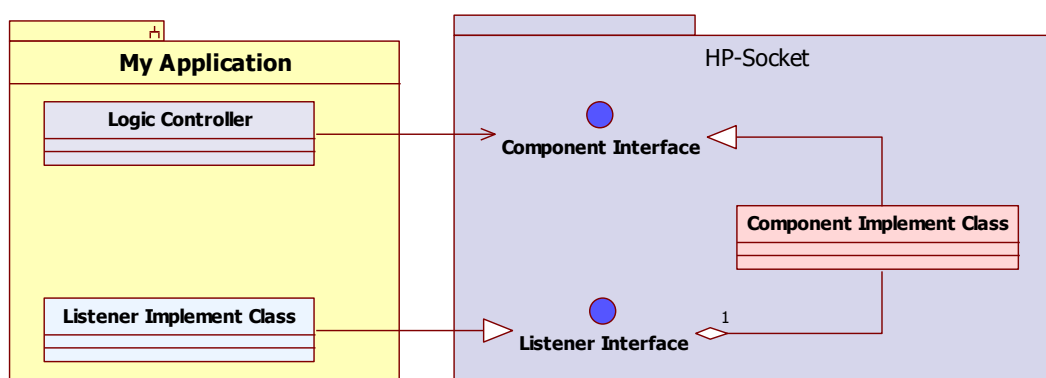 My Application
HP-Socket
Logic Controller
Component Interface
Component Implement Class
Listener Implement Class
1
Listener Interface